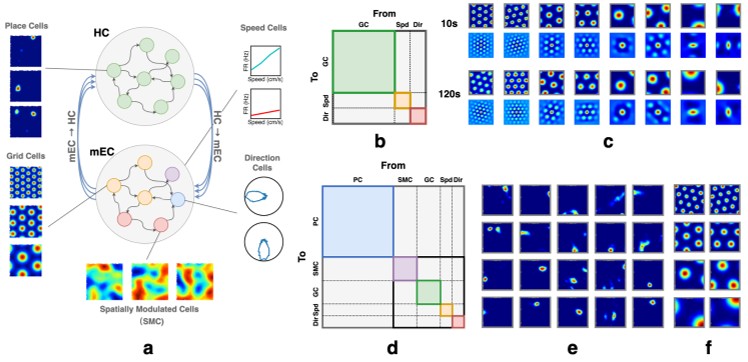 Place Cells
HC
Speed Cells
FR (Hz)
Speed (cm/s)
FR (Hz)
Speed (cm/s)
mEC → HC
HC → mEC
Grid Cells
mEC
Direction
Cells
Spatially Modulated Cells
(SMC)
a
From
GC Spd Dir
To
GC
Spd
Dir
b
10s
120s
c
From
PC SMC GC Spd Dir
To
PC
SMC
GC
Spd
Dir
d
e
f